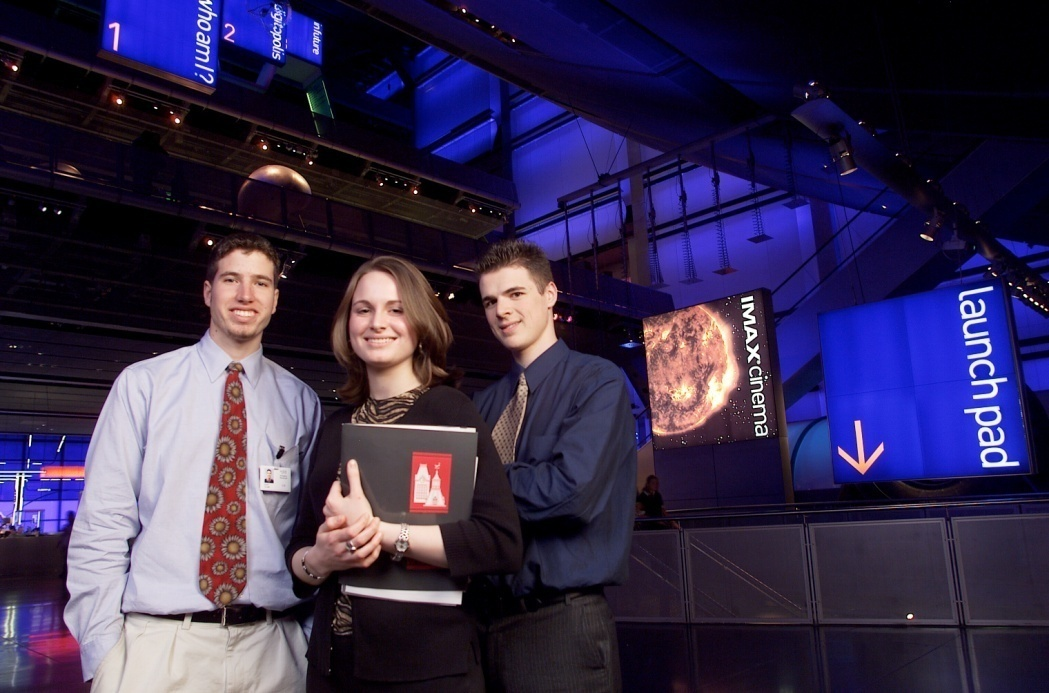 1
who am I?
2
digitopolis
in future
IMAX cinema
launch pad